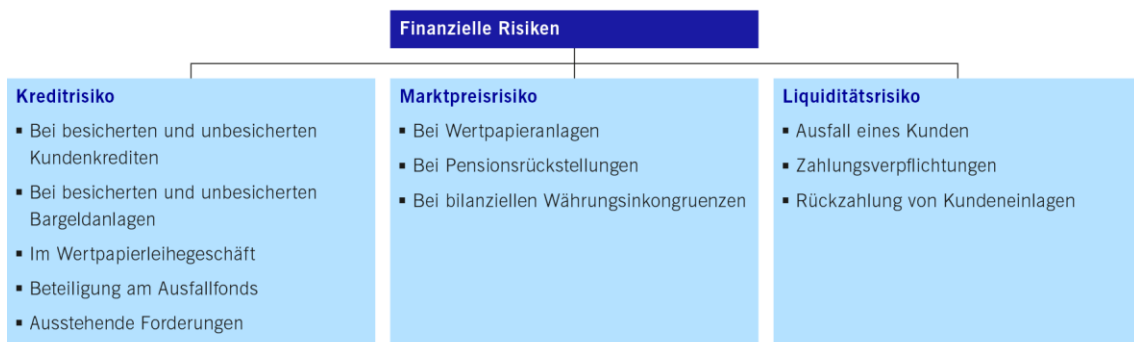 Finanzielle Risiken
Kreditrisiko
▪ Bei besicherten und unbesicherten
Kundenkrediten
▪ Bei besicherten und unbesicherten
Bargeldanlagen
▪ Im Wertpapierleihegeschäft
▪ Beteiligung am Ausfallfonds
▪ Ausstehende Forderungen
Marktpreisrisiko
▪ Bei Wertpapieranlagen
▪ Bei Pensionsrückstellungen
▪ Bei bilanziellen Währungsinkongruenzen
Liquiditätsrisiko
▪ Ausfall eines Kunden
▪ Zahlungsverpflichtungen
▪ Rückzahlung von Kundeneinlagen